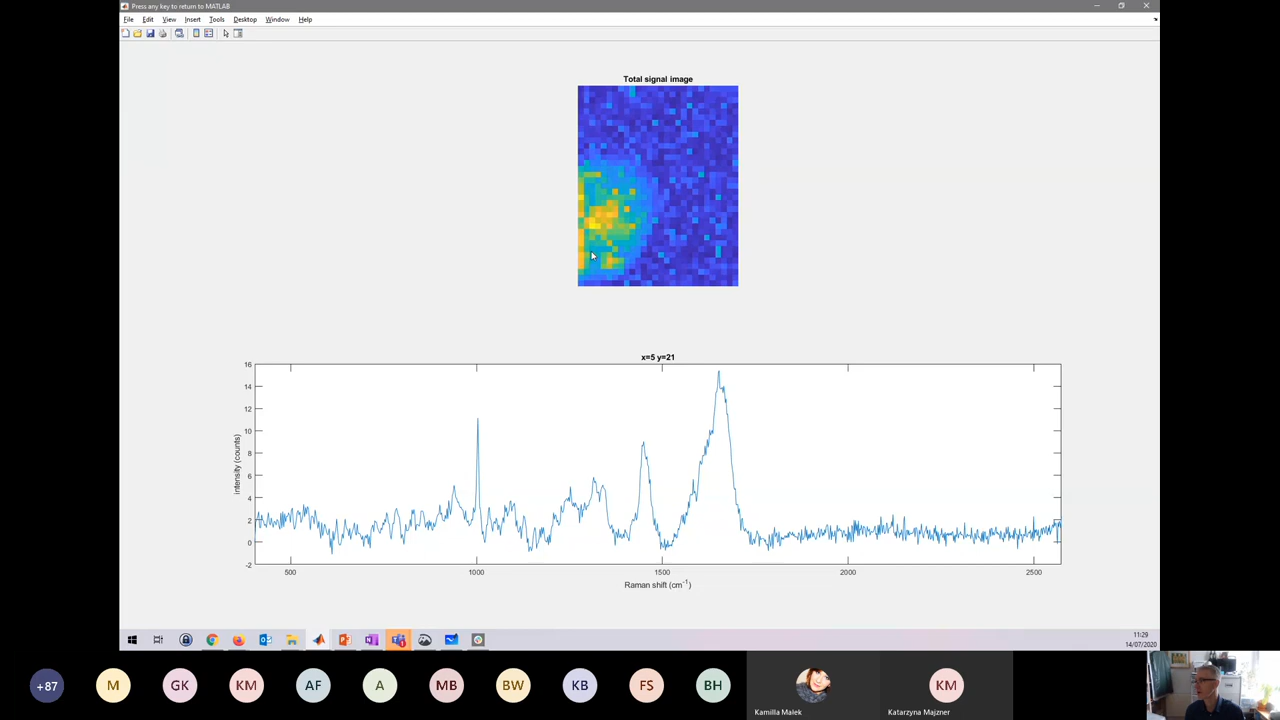 Press any key to return to MATLAB
File Edit View Insert Tools Desktop Window Help
Total signal image
x=5 y=21
16
14
12
10
8
6
4
2
0
-2
intensity (counts)
500 1000 1500 2000 2500
Raman shift (cm-1)
11:29
14/07/2020
+87 M GK KM AF A MB BW KB FS BH KM
Kamilla Małek Katarzyna Majzner